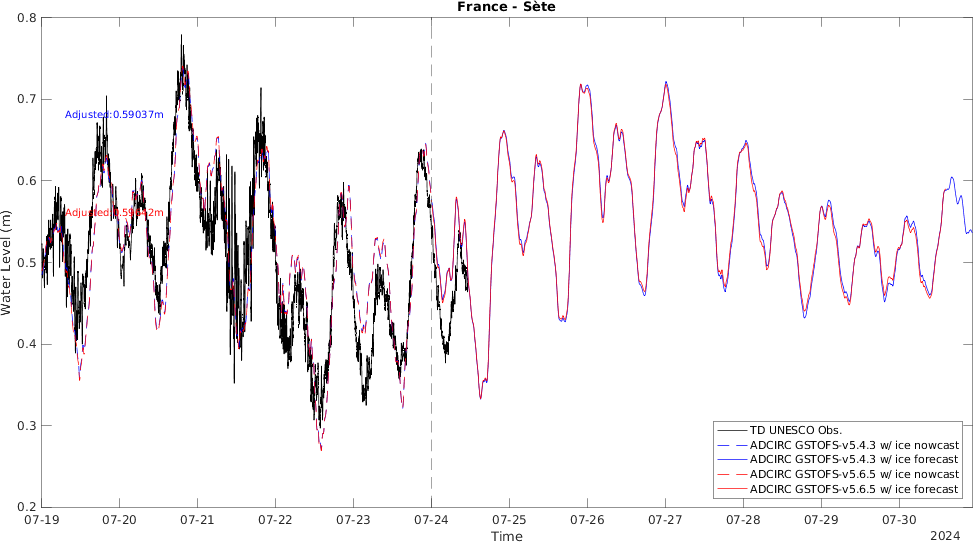 France - Sète
Water Level (m)
0.8
0.7
0.6
0.5
0.4
0.3
0.2
Adjusted:0.59037m
07-19 07-20 07-21 07-22 07-23 07-24 07-25 07-26 07-27 07-28 07-29 07-30
Time
2024
TD UNESCO Obs.
ADCIRC GSTOFS-v5.4.3 w/ ice nowcast
ADCIRC GSTOFS-v5.4.3 w/ ice forecast
ADCIRC GSTOFS-v5.6.5 w/ ice nowcast
ADCIRC GSTOFS-v5.6.5 w/ ice forecast